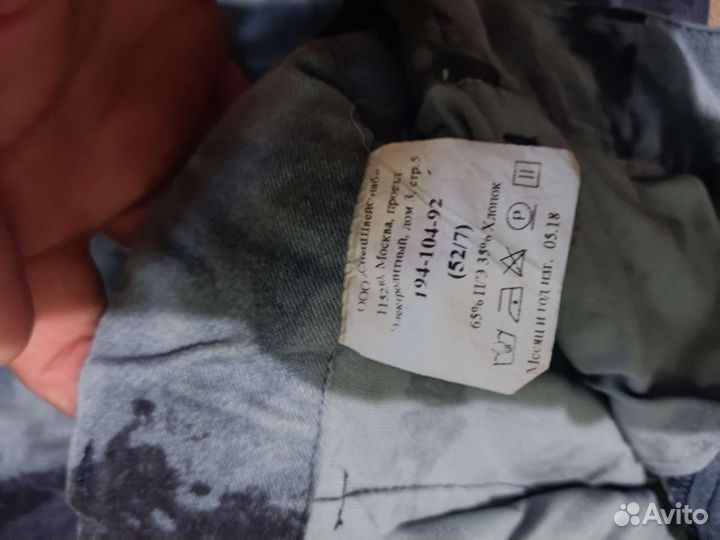 ООО «СпецШвейСнаб»
115230, Москва, проезд
Электролитный, дом 3, стр.5
194-104-92
(52/7)
65% ПЭ 35% Хлопок
P
Месяц и год изг. 05.18
Avito